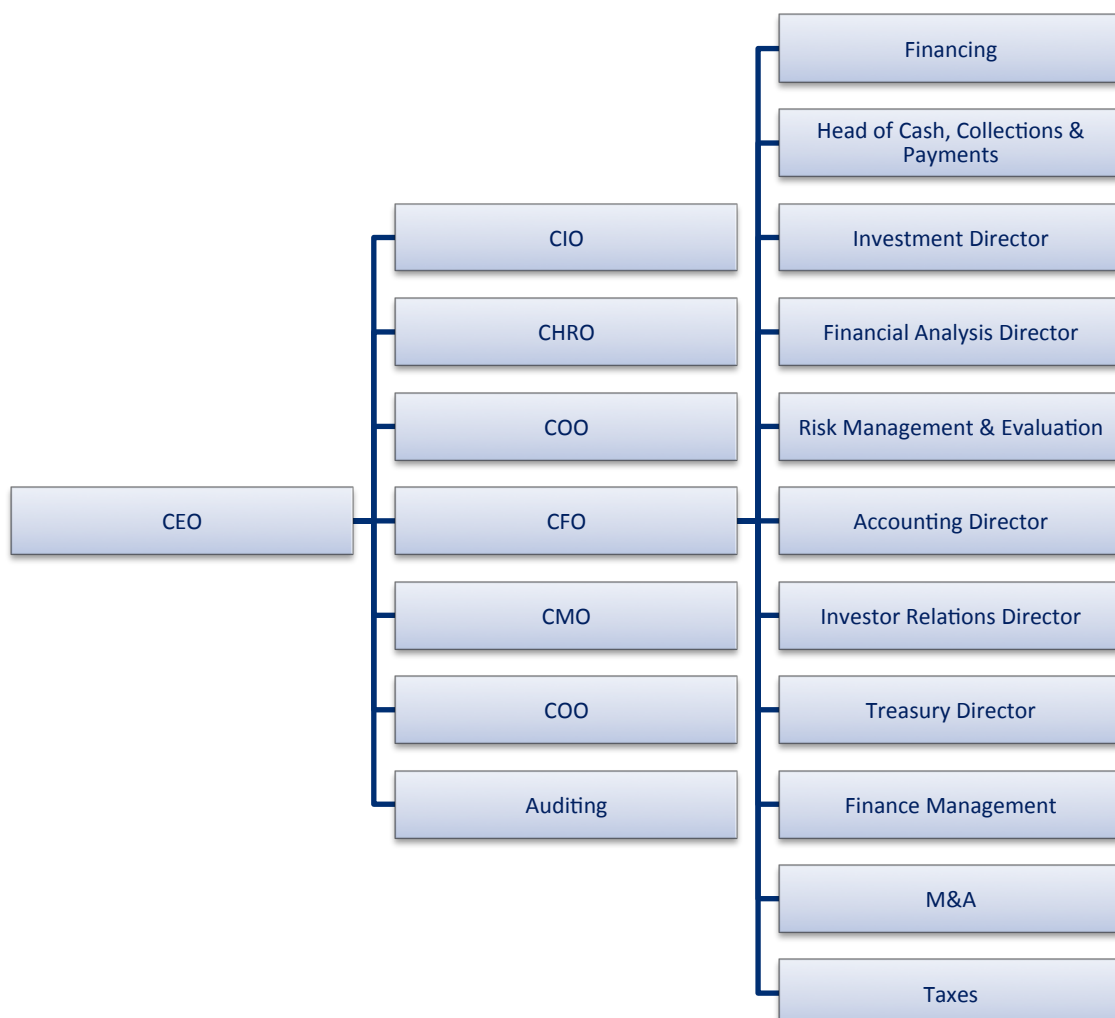 CEO
CIO
CHRO
COO
CFO
CMO
COO
Auditing
Financing
Head of Cash, Collections &
Payments
Investment Director
Financial Analysis Director
Risk Management & Evaluation
Accounting Director
Investor Relations Director
Treasury Director
Finance Management
M&A
Taxes